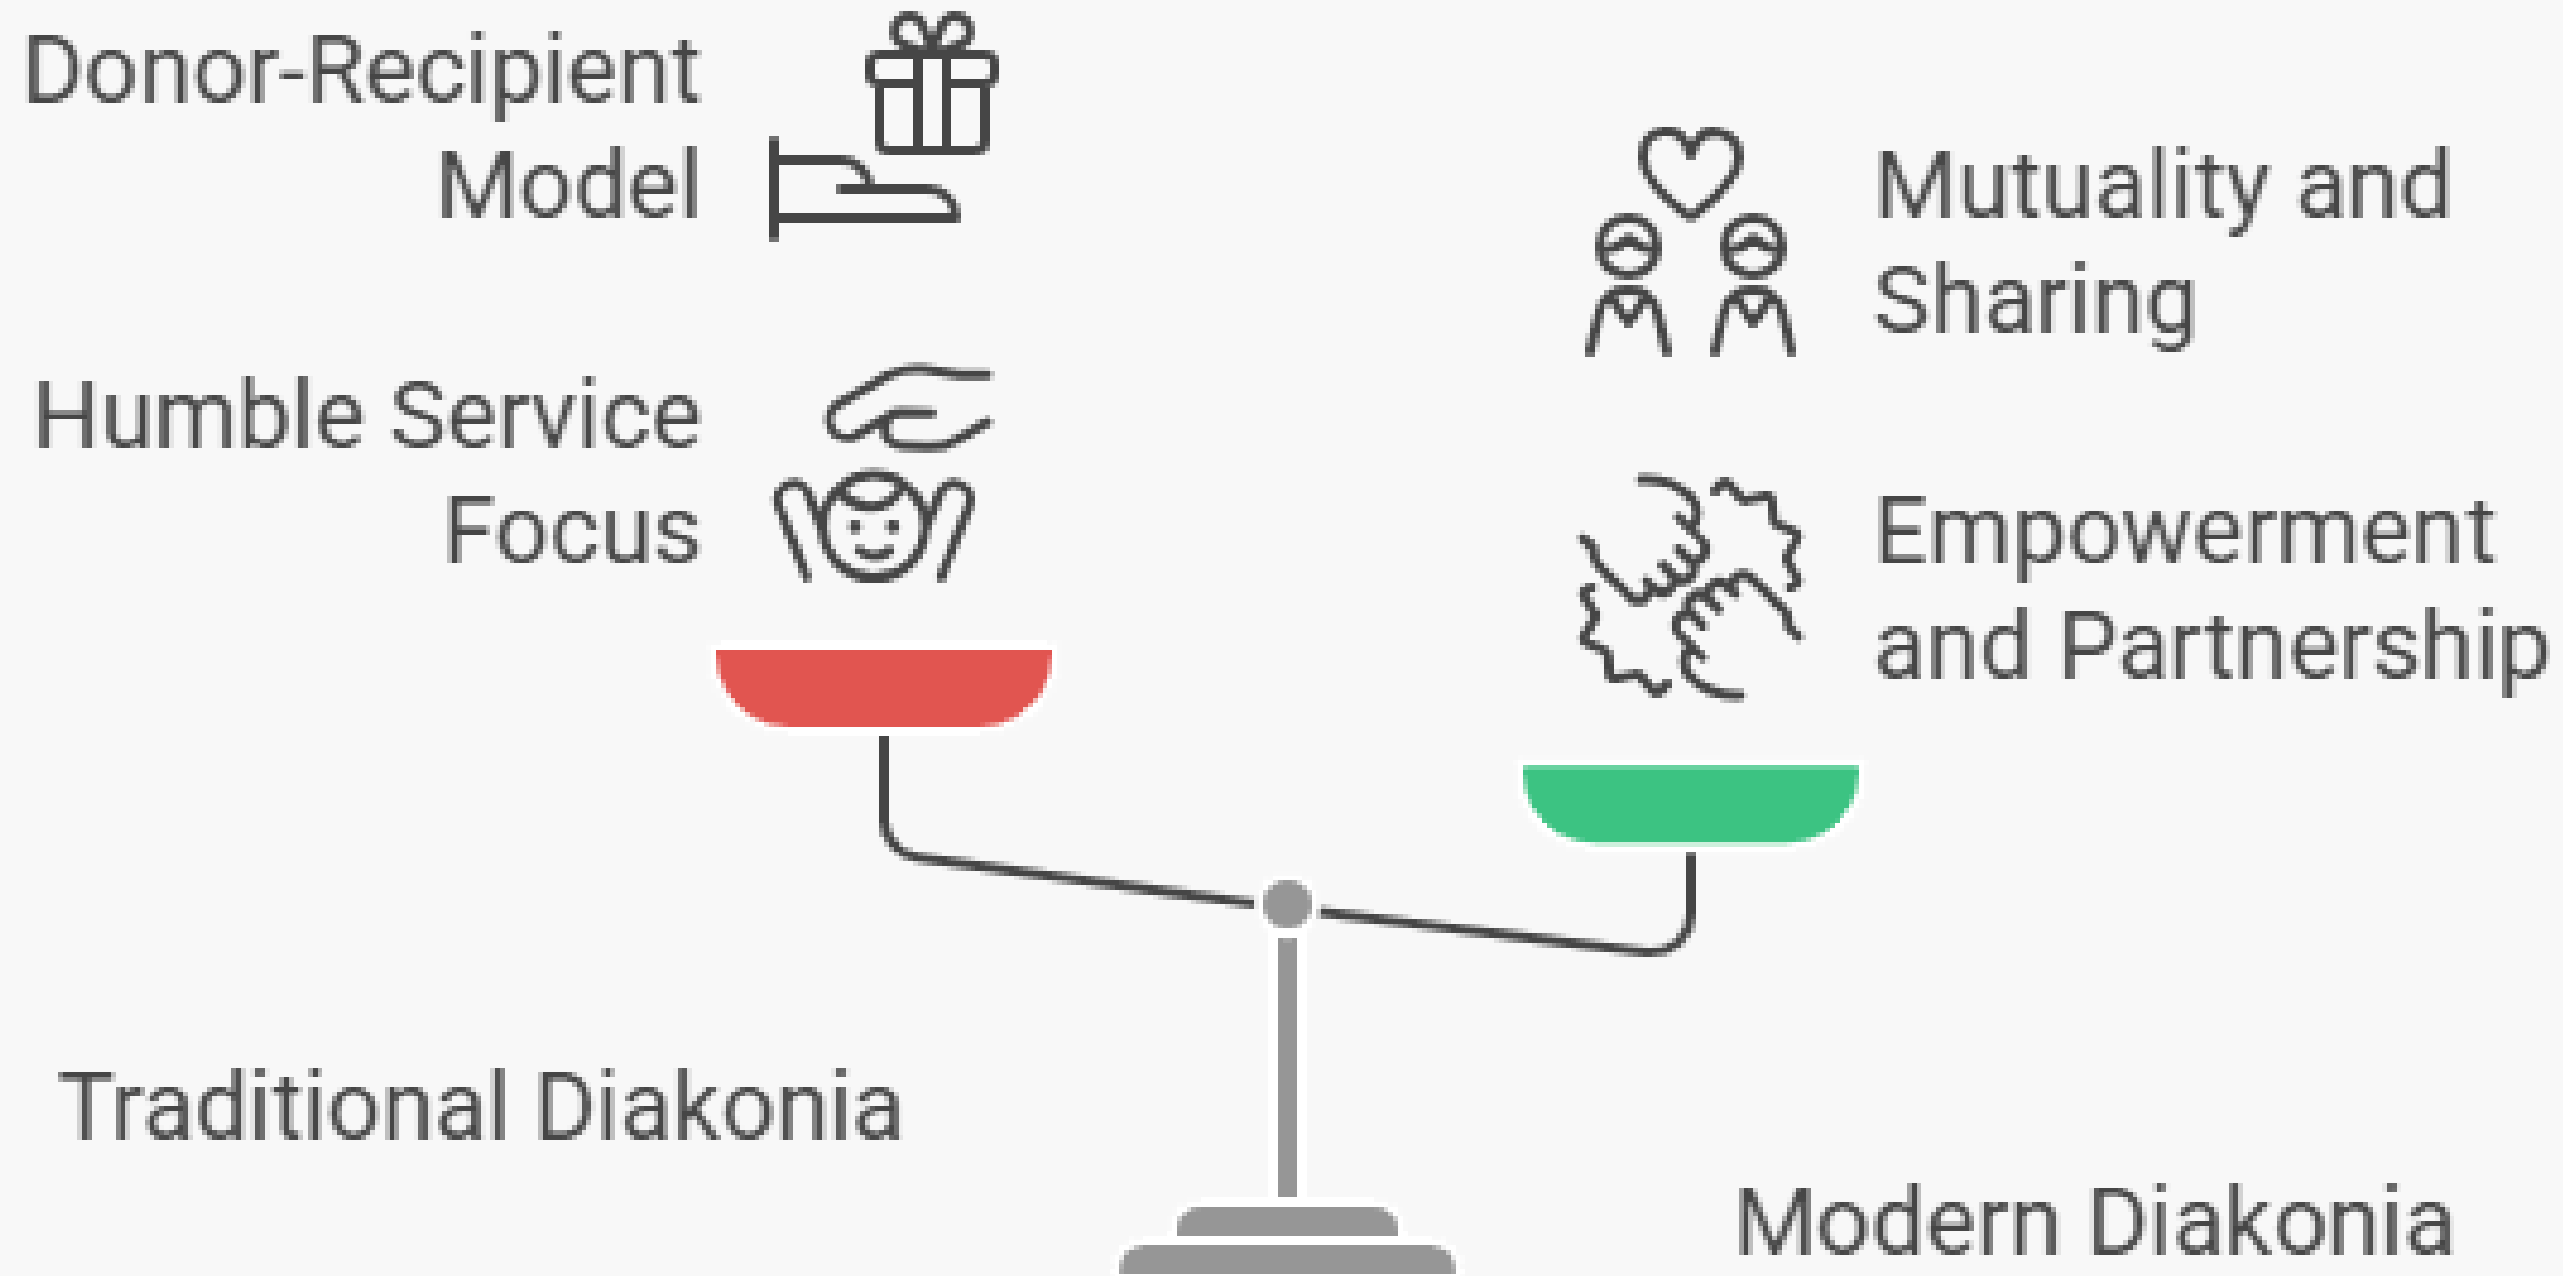 Donor-Recipient
Model
Humble Service
Focus
Mutuality and
Sharing
Empowerment
and Partnership
Traditional Diakonia
Modern Diakonia